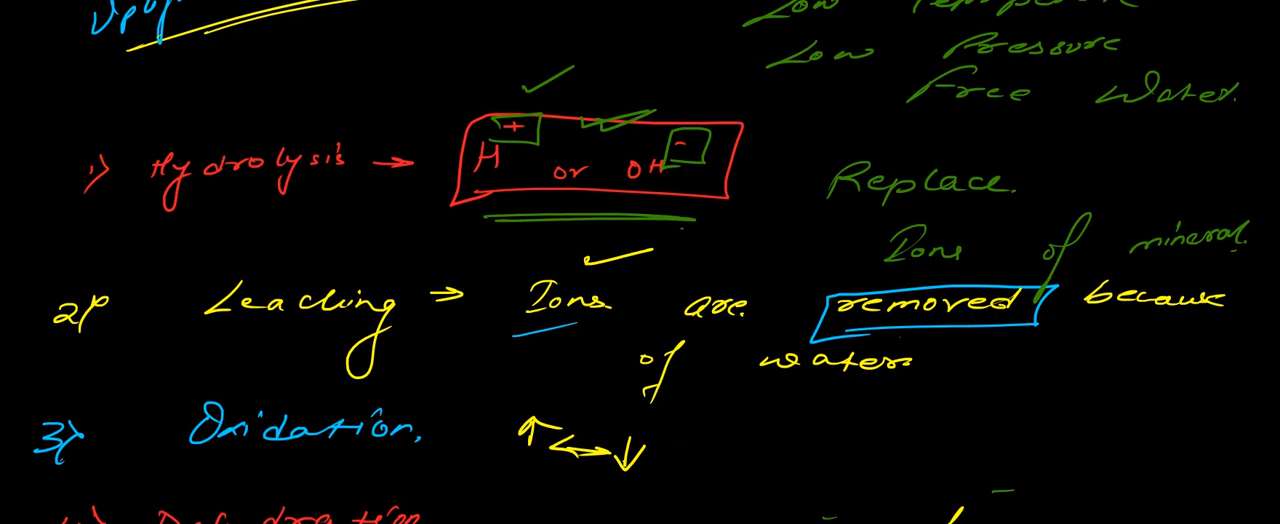 Low
Low Pressure
Free Water.
1) Hydrolysis → H+ or OH- Replace.
Ions of mineral.
2) Leaching → Ions are removed because
of water
3) Oxidation. ↑ ↔ ↓